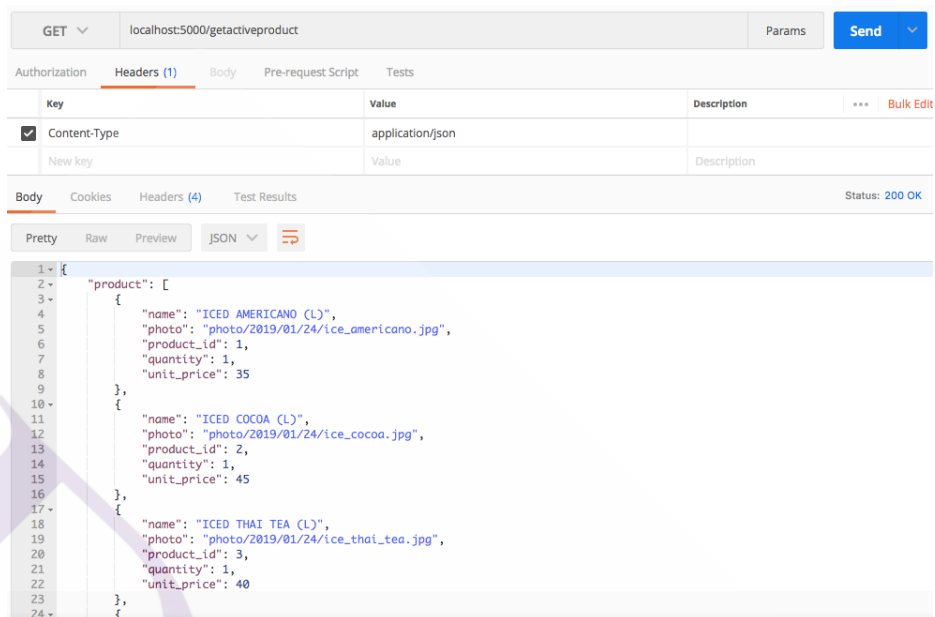 GET localhost:5000/getactiveproduct Params Send
Authorization Headers (1) Body Pre-request Script Tests
Key Value Description ••• Bulk Edit
Content-Type application/json
New key Value Description
Body Cookies Headers (4) Test Results Status: 200 OK
Pretty Raw Preview JSON
1 {
2 "product": [
3 {
4 "name": "ICED AMERICANO (L)",
5 "photo": "photo/2019/01/24/ice_americano.jpg",
6 "product_id": 1,
7 "quantity": 1,
8 "unit_price": 35
9 },
10 {
11 "name": "ICED COCOA (L)",
12 "photo": "photo/2019/01/24/ice_cocoa.jpg",
13 "product_id": 2,
14 "quantity": 1,
15 "unit_price": 45
16 },
17 {
18 "name": "ICED THAI TEA (L)",
19 "photo": "photo/2019/01/24/ice_thai_tea.jpg",
20 "product_id": 3,
21 "quantity": 1,
22 "unit_price": 40
23 },
24 {